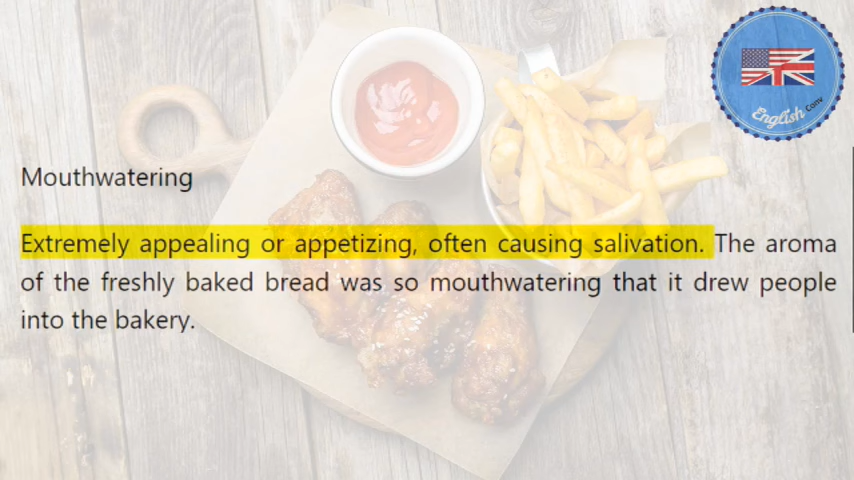 English Conv
Mouthwatering
Extremely appealing or appetizing, often causing salivation. The aroma
of the freshly baked bread was so mouthwatering that it drew people
into the bakery.